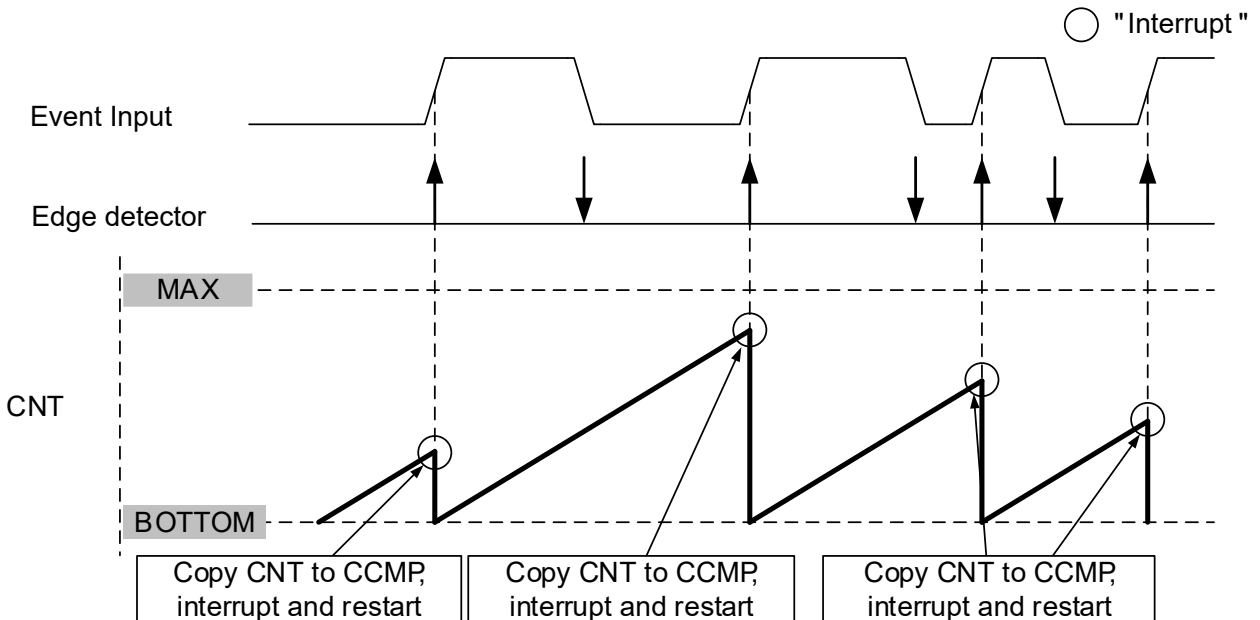 "Interrupt "
Event Input
Edge detector
MAX
CNT
BOTTOM
Copy CNT to CCMP,
interrupt and restart
Copy CNT to CCMP,
interrupt and restart
Copy CNT to CCMP,
interrupt and restart